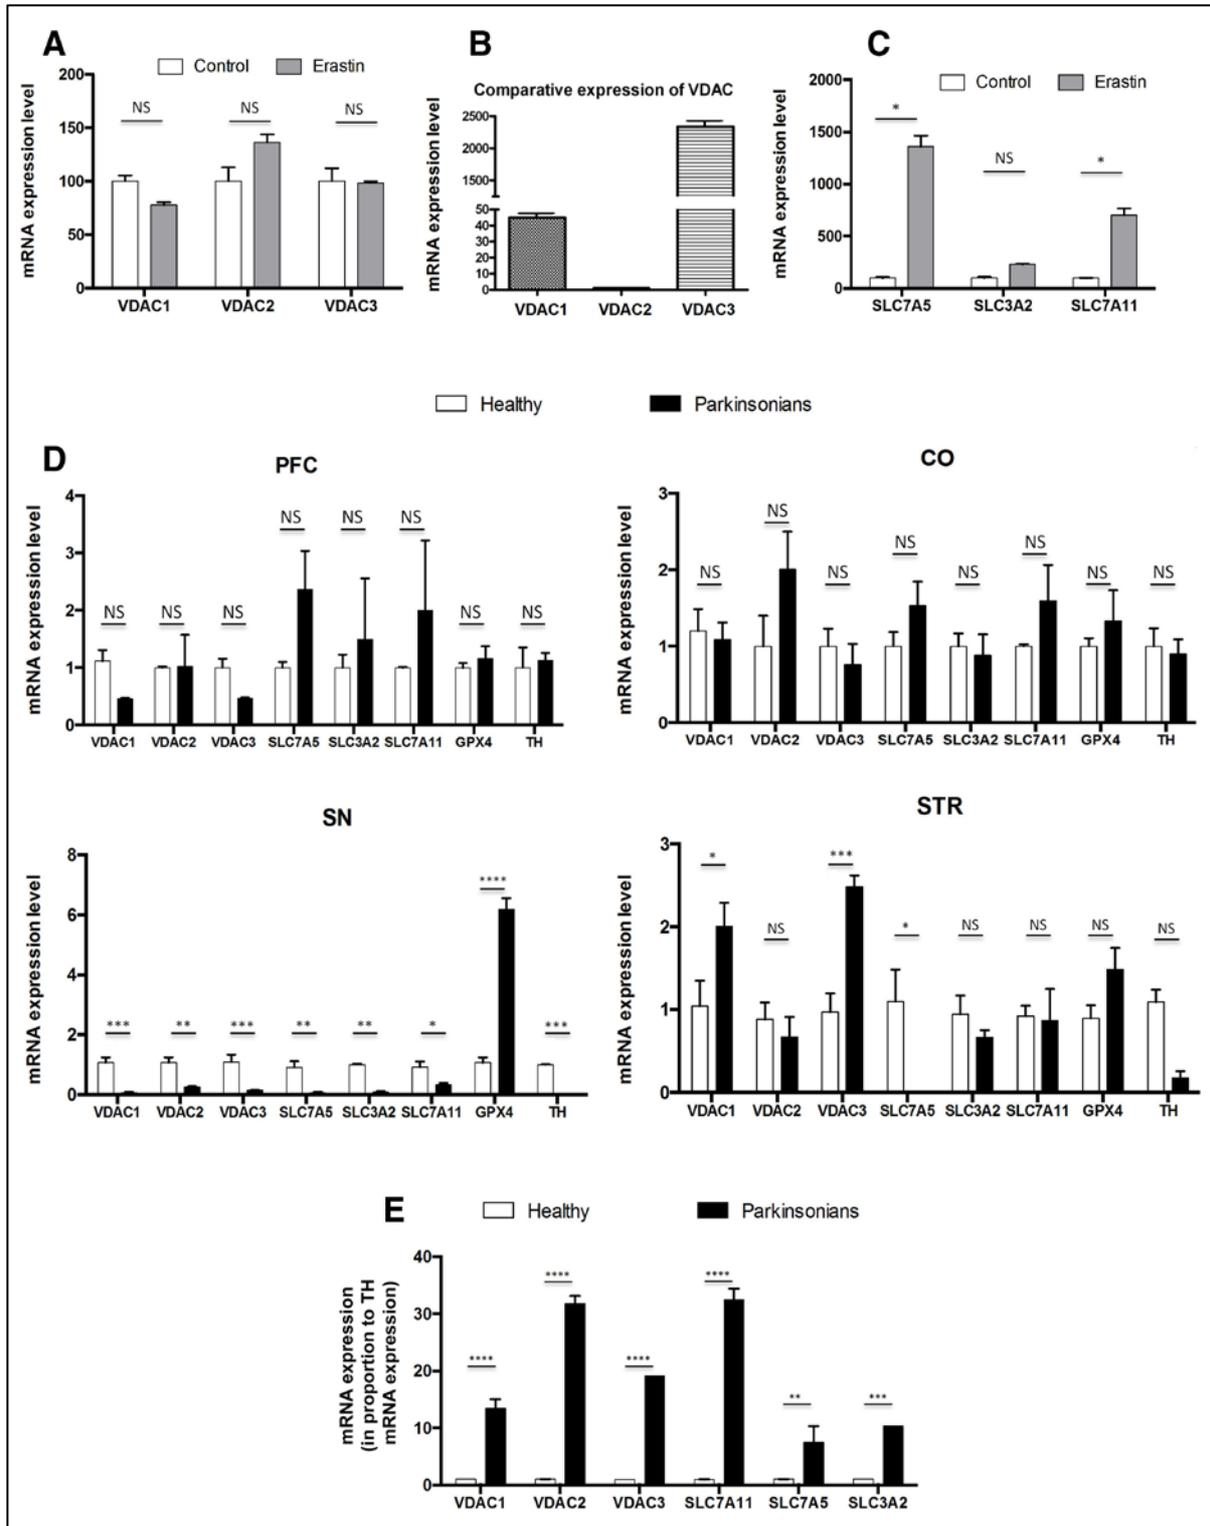 A
Control Erastin
mRNA expression level
200
150
100
50
0
NS NS NS
VDAC1 VDAC2 VDAC3
B
Comparative expression of VDAC
mRNA expression level
2500
2000
1500
50
40
30
20
10
0
VDAC1 VDAC2 VDAC3
C
Control Erastin
mRNA expression level
2000
1500
1000
500
0
* NS *
SLC7A5 SLC3A2 SLC7A11
Healthy Parkinsonians
D
PFC
mRNA expression level
4
3
2
1
0
NS NS NS NS NS NS NS NS
VDAC1 VDAC2 VDAC3 SLC7A5 SLC3A2 SLC7A11 GPX4 TH
CO
mRNA expression level
3
2
1
0
NS NS NS NS NS NS NS NS
VDAC1 VDAC2 VDAC3 SLC7A5 SLC3A2 SLC7A11 GPX4 TH
SN
mRNA expression level
8
6
4
2
0
*** ** *** ** ** * **** ***
VDAC1 VDAC2 VDAC3 SLC7A5 SLC3A2 SLC7A11 GPX4 TH
STR
mRNA expression level
3
2
1
0
* NS *** * NS NS NS NS
VDAC1 VDAC2 VDAC3 SLC7A5 SLC3A2 SLC7A11 GPX4 TH
E
Healthy Parkinsonians
mRNA expression
(in proportion to TH
mRNA expression)
40
30
20
10
0
**** **** **** **** ** ***
VDAC1 VDAC2 VDAC3 SLC7A11 SLC7A5 SLC3A2